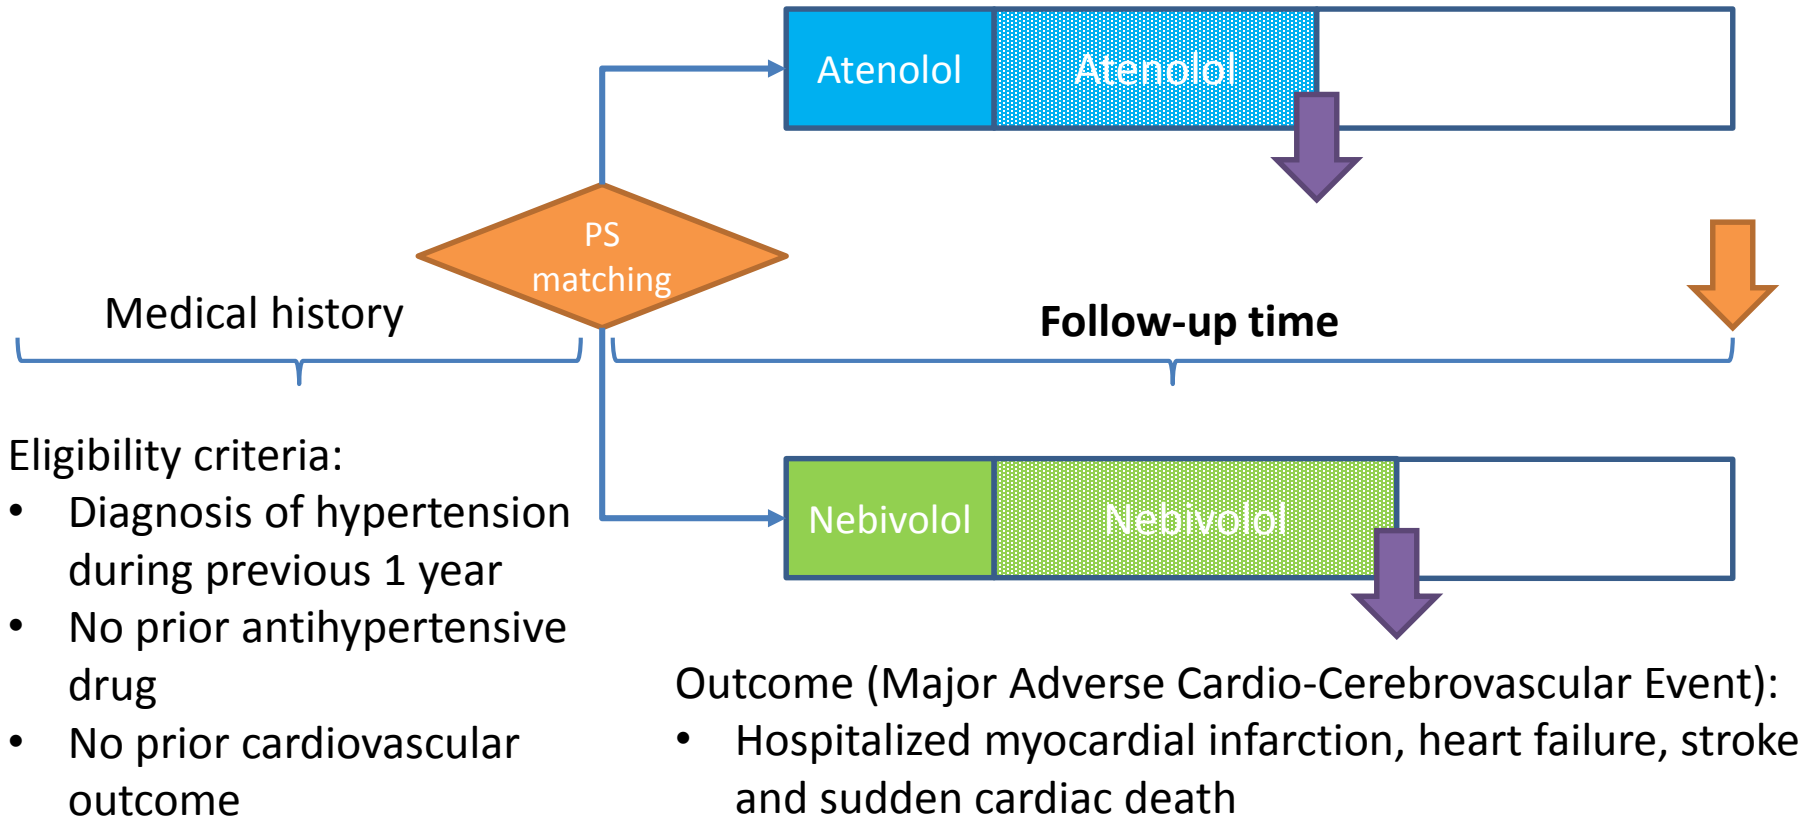 Atenolol
Atenolol
PS
matching
Medical history
Follow-up time
Eligibility criteria:
• Diagnosis of hypertension
during previous 1 year
• No prior antihypertensive
drug
• No prior cardiovascular
outcome
Nebivolol
Nebivolol
Outcome (Major Adverse Cardio-Cerebrovascular Event):
• Hospitalized myocardial infarction, heart failure, stroke
and sudden cardiac death